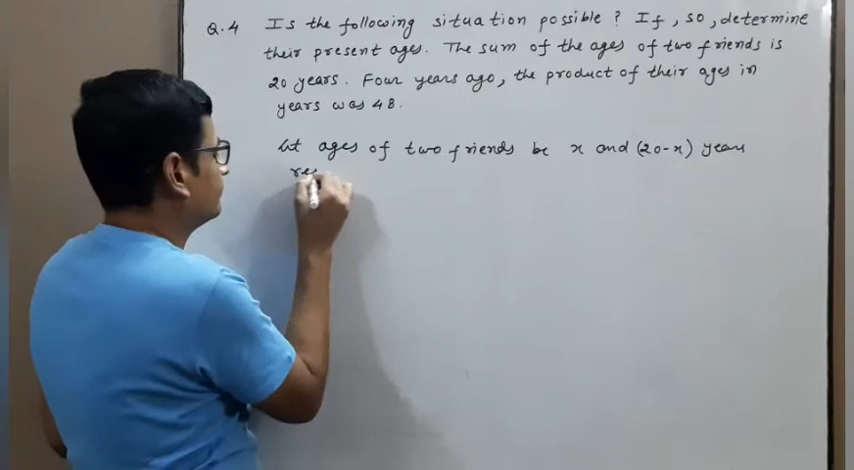 Q.4 Is the following situation possible ? If, so, determine
their present ages. The sum of the ages of two friends is
20 years. Four years ago, the product of their ages in
years was 48.
Let ages of two friends be x and (20-x) years
res